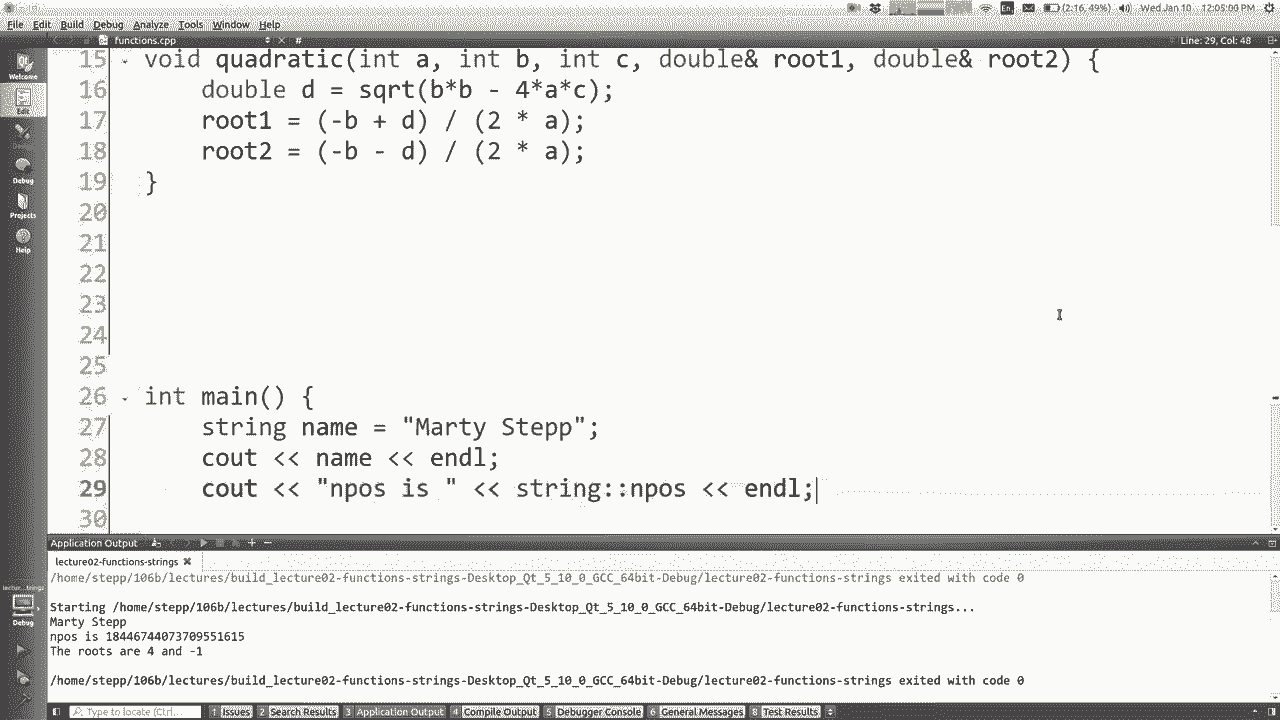 (2:16, 49%) Wed Jan 10 12:05:00 PM
File Edit Build Debug Analyze Tools Window Help
functions.cpp # Line: 29, Col: 48
Welcome
Edit
Debug
Projects
Help
15 void quadratic(int a, int b, int c, double& root1, double& root2) {
16 double d = sqrt(b*b - 4*a*c);
17 root1 = (-b + d) / (2 * a);
18 root2 = (-b - d) / (2 * a);
19 }
20
21
22
23
24
25
26 int main() {
27 string name = "Marty Stepp";
28 cout << name << endl;
29 cout << "npos is " << string::npos << endl;
30
Application Output
lecture02-functions-strings
/home/stepp/106b/lectures/build_lecture02-functions-strings-Desktop_Qt_5_10_0_GCC_64bit-Debug/lecture02-functions-strings exited with code 0
Starting /home/stepp/106b/lectures/build_lecture02-functions-strings-Desktop_Qt_5_10_0_GCC_64bit-Debug/lecture02-functions-strings...
Marty Stepp
npos is 18446744073709551615
The roots are 4 and -1
/home/stepp/106b/lectures/build_lecture02-functions-strings-Desktop_Qt_5_10_0_GCC_64bit-Debug/lecture02-functions-strings exited with code 0
Debug
Type to locate (Ctrl... 1 Issues 2 Search Results 3 Application Output 4 Compile Output 5 Debugger Console 6 General Messages 8 Test Results